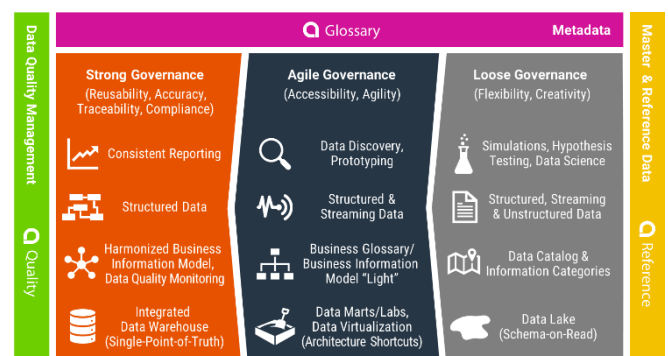 Glossary
Metadata
Data Quality Management
Quality
Strong Governance
(Reusability, Accuracy,
Traceability, Compliance)
Consistent Reporting
Structured Data
Harmonized Business
Information Model,
Data Quality Monitoring
Integrated
Data Warehouse
(Single-Point-of-Truth)
Agile Governance
(Accessibility, Agility)
Data Discovery,
Prototyping
Structured &
Streaming Data
Business Glossary/
Business Information
Model “Light”
Data Marts/Labs,
Data Virtualization
(Architecture Shortcuts)
Loose Governance
(Flexibility, Creativity)
Simulations, Hypothesis
Testing, Data Science
Structured, Streaming
& Unstructured Data
Data Catalog &
Information Categories
Data Lake
(Schema-on-Read)
Master & Reference Data
Reference